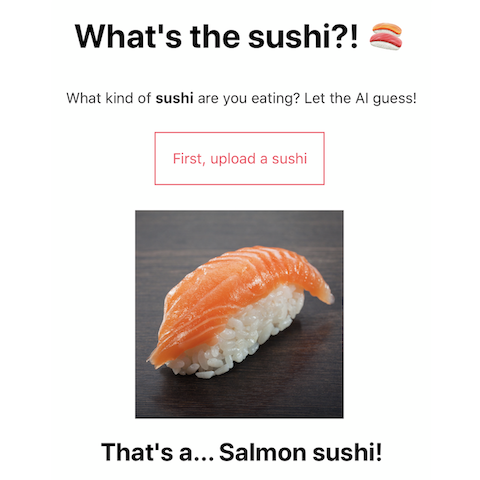 What's the sushi?! 🍣
What kind of sushi are you eating? Let the AI guess!
First, upload a sushi
That's a... Salmon sushi!